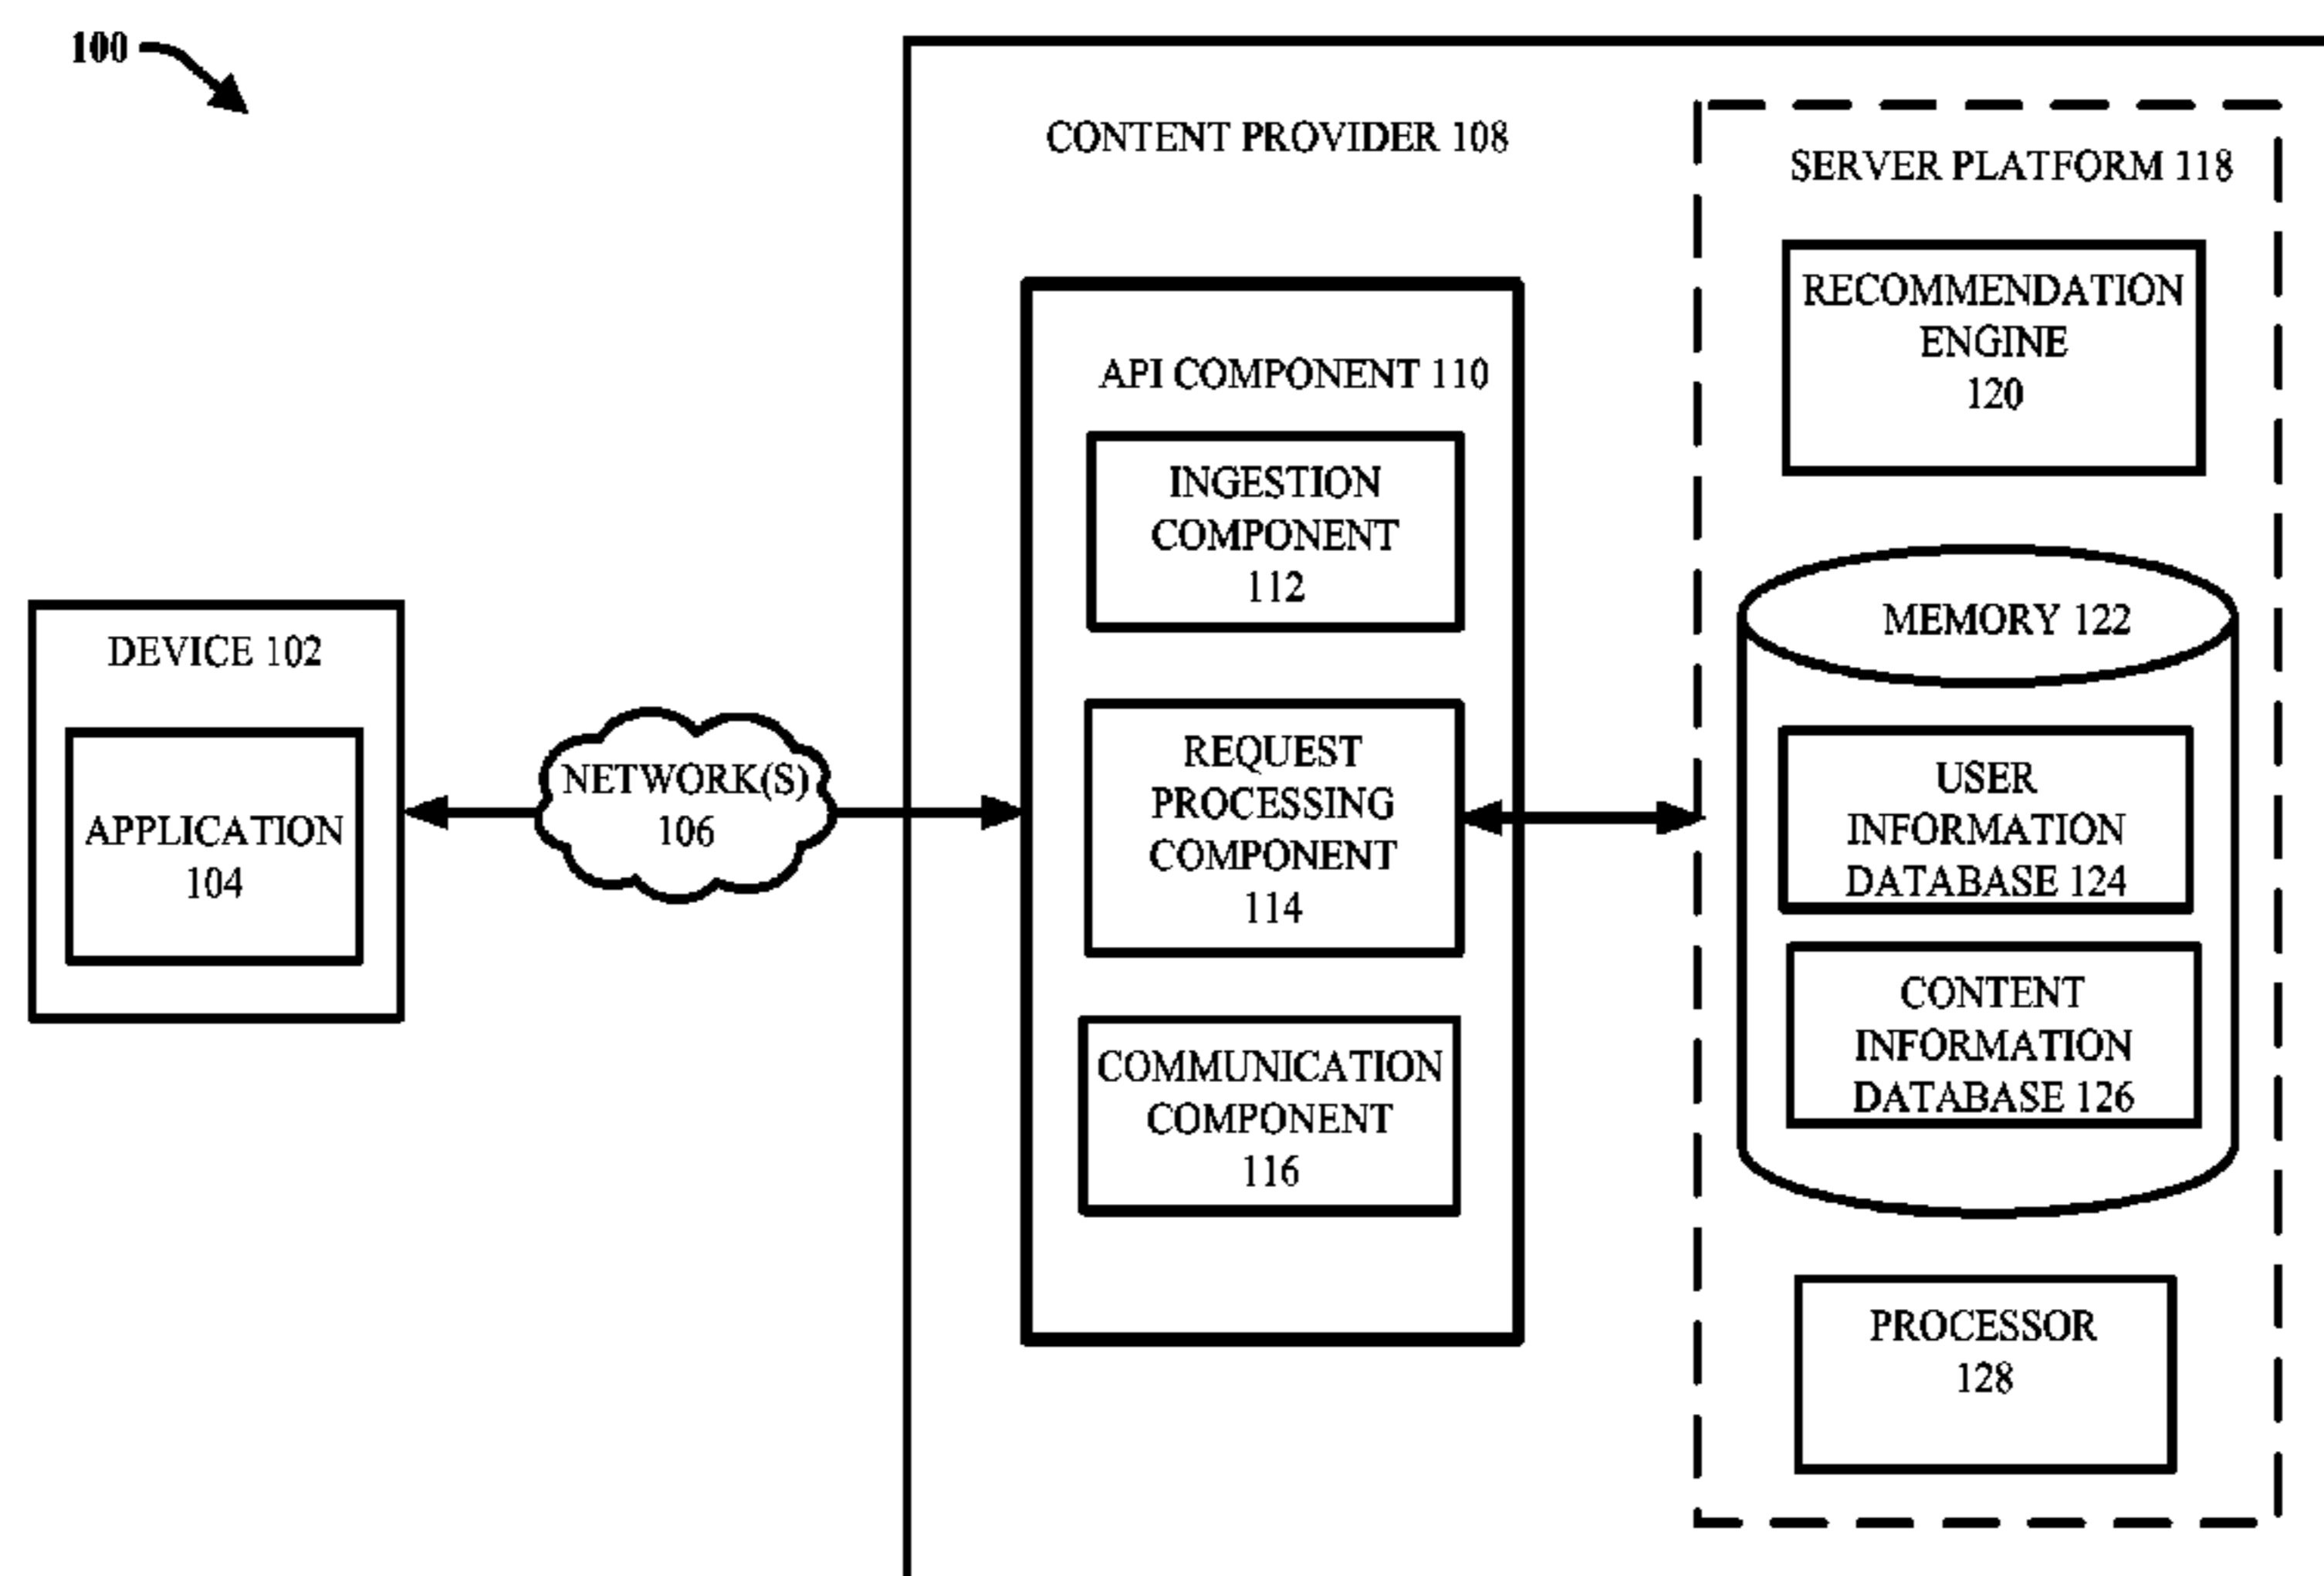 100
CONTENT PROVIDER 108
SERVER PLATFORM 118
RECOMMENDATION
ENGINE
120
API COMPONENT 110
INGESTION
COMPONENT
112
MEMORY 122
DEVICE 102
APPLICATION
104
NETWORK(S)
106
REQUEST
PROCESSING
COMPONENT
114
USER
INFORMATION
DATABASE 124
CONTENT
INFORMATION
DATABASE 126
COMMUNICATION
COMPONENT
116
PROCESSOR
128